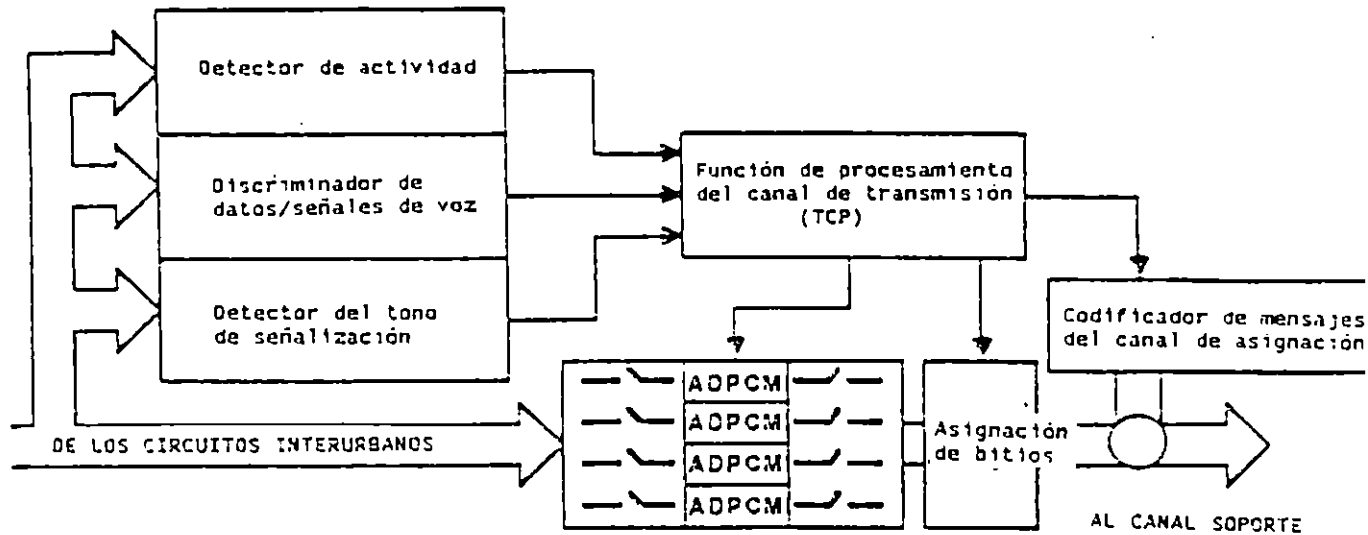 Detector de actividad
Discriminador de
datos/señales de voz
Detector del tono
de señalización
Función de procesamiento
del canal de transmisión
(TCP)
Codificador de mensajes
del canal de asignación
DE LOS CIRCUITOS INTERURBANOS
ADPCM
ADPCM
ADPCM
ADPCM
Asignación
de bitios
AL CANAL SOPORTE